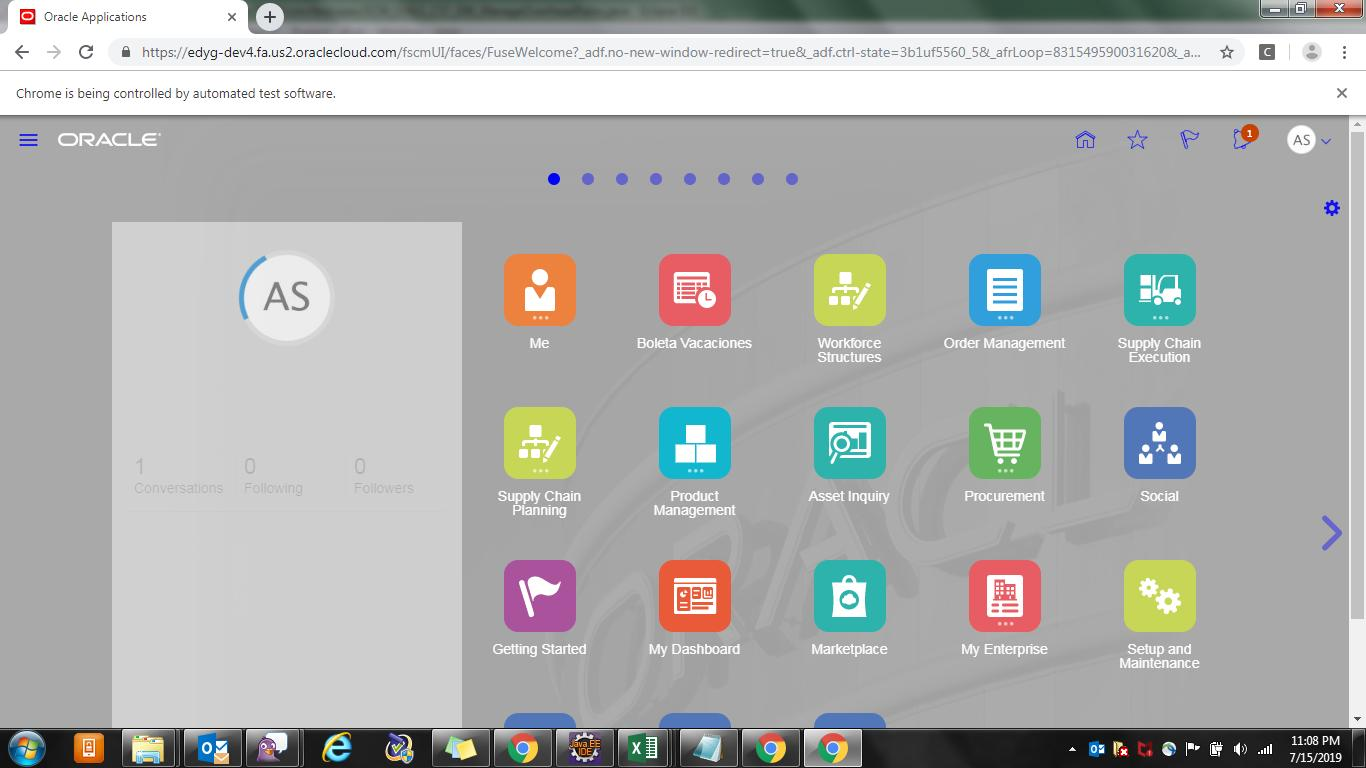 Oracle Applications
https://edyg-dev4.fa.us2.oraclecloud.com/fscmUI/faces/FuseWelcome?_adf.no-new-window-redirect=true&_adf.ctrl-state=3b1uf5560_5&_afrLoop=831549590031620&_a...
C
Chrome is being controlled by automated test software.
ORACLE
1
AS
AS
Me
Boleta Vacaciones
Workforce
Structures
Order Management
Supply Chain
Execution
1
Conversations
0
Following
0
Followers
Supply Chain
Planning
Product
Management
Asset Inquiry
Procurement
Social
Getting Started
My Dashboard
Marketplace
My Enterprise
Setup and
Maintenance
Java EE
IDE
11:08 PM
7/15/2019